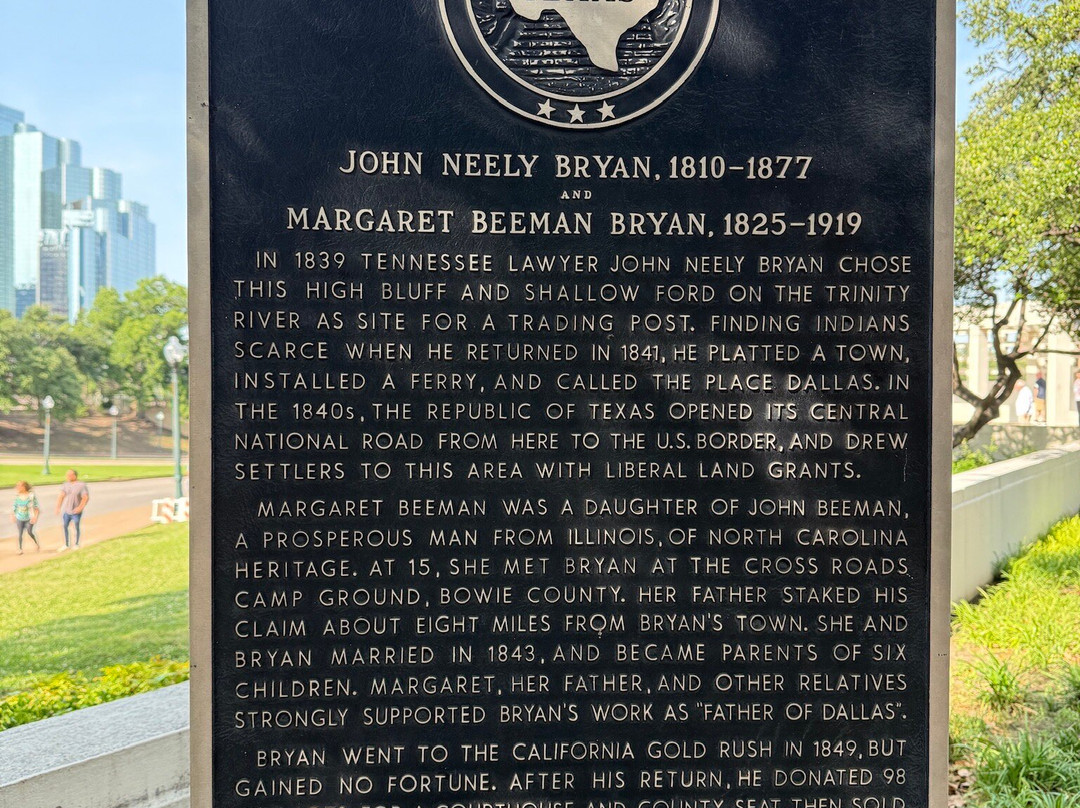 JOHN NEELY BRYAN, 1810-1877
AND
MARGARET BEEMAN BRYAN, 1825-1919
IN 1839 TENNESSEE LAWYER JOHN NEELY BRYAN CHOSE
THIS HIGH BLUFF AND SHALLOW FORD ON THE TRINITY
RIVER AS SITE FOR A TRADING POST. FINDING INDIANS
SCARCE WHEN HE RETURNED IN 1841, HE PLATTED A TOWN,
INSTALLED A FERRY, AND CALLED THE PLACE DALLAS. IN
THE 1840s, THE REPUBLIC OF TEXAS OPENED ITS CENTRAL
NATIONAL ROAD FROM HERE TO THE U.S. BORDER, AND DREW
SETTLERS TO THIS AREA WITH LIBERAL LAND GRANTS.
MARGARET BEEMAN WAS A DAUGHTER OF JOHN BEEMAN,
A PROSPEROUS MAN FROM ILLINOIS, OF NORTH CAROLINA
HERITAGE. AT 15, SHE MET BRYAN AT THE CROSS ROADS
CAMP GROUND, BOWIE COUNTY. HER FATHER STAKED HIS
CLAIM ABOUT EIGHT MILES FROM BRYAN'S TOWN. SHE AND
BRYAN MARRIED IN 1843, AND BECAME PARENTS OF SIX
CHILDREN. MARGARET, HER FATHER, AND OTHER RELATIVES
STRONGLY SUPPORTED BRYAN'S WORK AS "FATHER OF DALLAS".
BRYAN WENT TO THE CALIFORNIA GOLD RUSH IN 1849, BUT
GAINED NO FORTUNE. AFTER HIS RETURN, HE DONATED 98
FOR A COURTHOUSE AND COUNTY SEAT, THEN SOLD